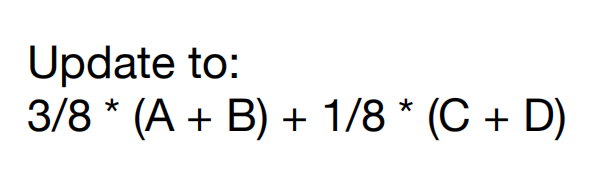 Update to:
3/8 * (A + B) + 1/8 * (C + D)